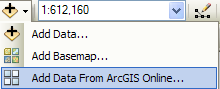 1:612,160
Add Data...
Add Basemap...
Add Data From ArcGIS Online...